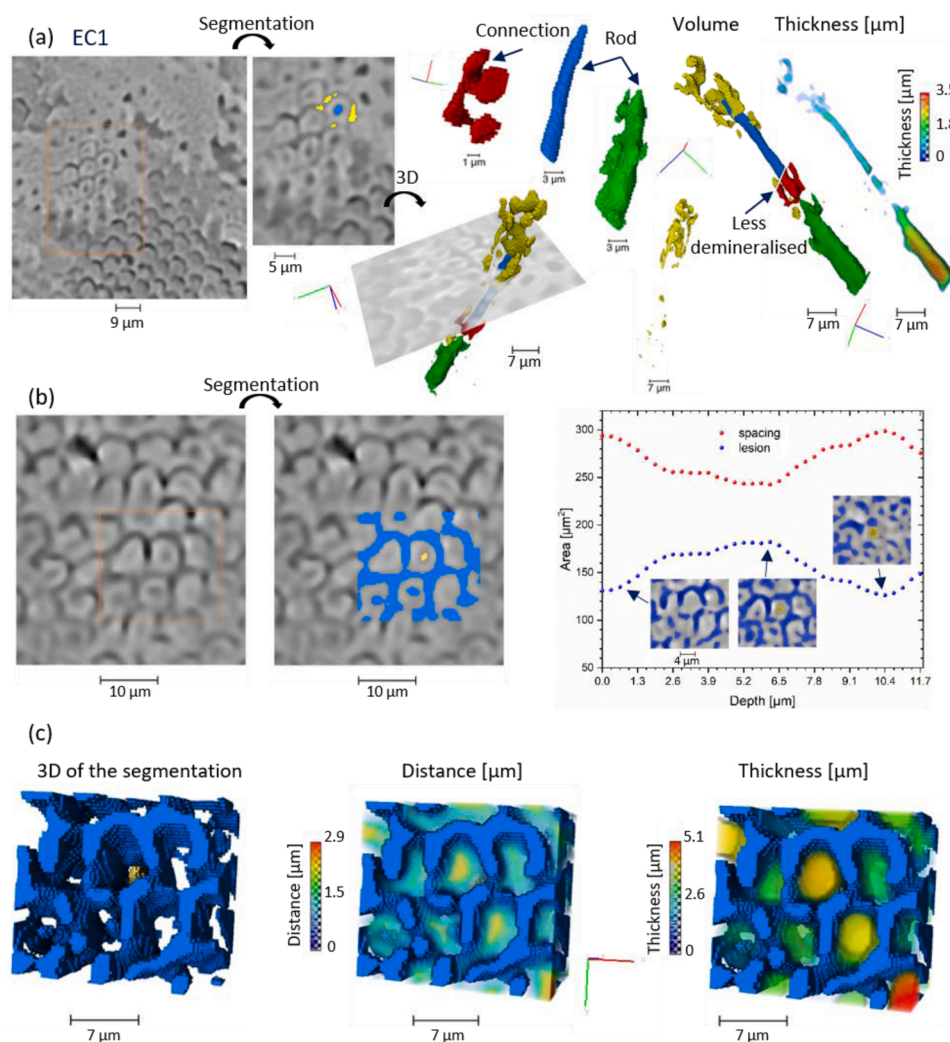 (a) EC1
Segmentation
Connection
Rod
Volume
Thickness [µm]
Thickness [µm]
3.5
1.8
0
1 µm
3 µm
3 µm
3D
Less
demineralised
5 µm
9 µm
7 µm
7 µm
7 µm
7 µm
(b)
Segmentation
10 µm
10 µm
spacing
lesion
Area [µm²]
300
250
200
150
100
50
4 µm
0.0 1.3 2.6 3.9 5.2 6.5 7.8 9.1 10.4 11.7
Depth [µm]
(c)
3D of the segmentation
Distance [µm]
Thickness [µm]
Distance [µm]
2.9
1.5
0
Thickness [µm]
5.1
2.6
0
7 µm
7 µm
7 µm